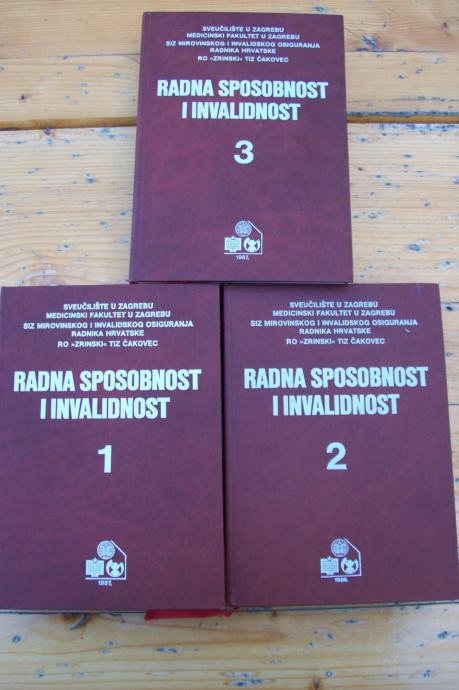 SVEUČILIŠTE U ZAGREBU
MEDICINSKI FAKULTET U ZAGREBU
SIZ MIROVINSKOG I INVALIDSKOG OSIGURANJA
RADNIKA HRVATSKE
RO »ZRINSKI« TIZ ČAKOVEC
RADNA SPOSOBNOST
I INVALIDNOST
3
1987.
SVEUČILIŠTE U ZAGREBU
MEDICINSKI FAKULTET U ZAGREBU
SIZ MIROVINSKOG I INVALIDSKOG OSIGURANJA
RADNIKA HRVATSKE
RO »ZRINSKI« TIZ ČAKOVEC
RADNA SPOSOBNOST
I INVALIDNOST
1
1987.
SVEUČILIŠTE U ZAGREBU
MEDICINSKI FAKULTET U ZAGREBU
SIZ MIROVINSKOG I INVALIDSKOG OSIGURANJA
RADNIKA HRVATSKE
RO »ZRINSKI« TIZ ČAKOVEC
RADNA SPOSOBNOST
I INVALIDNOST
2